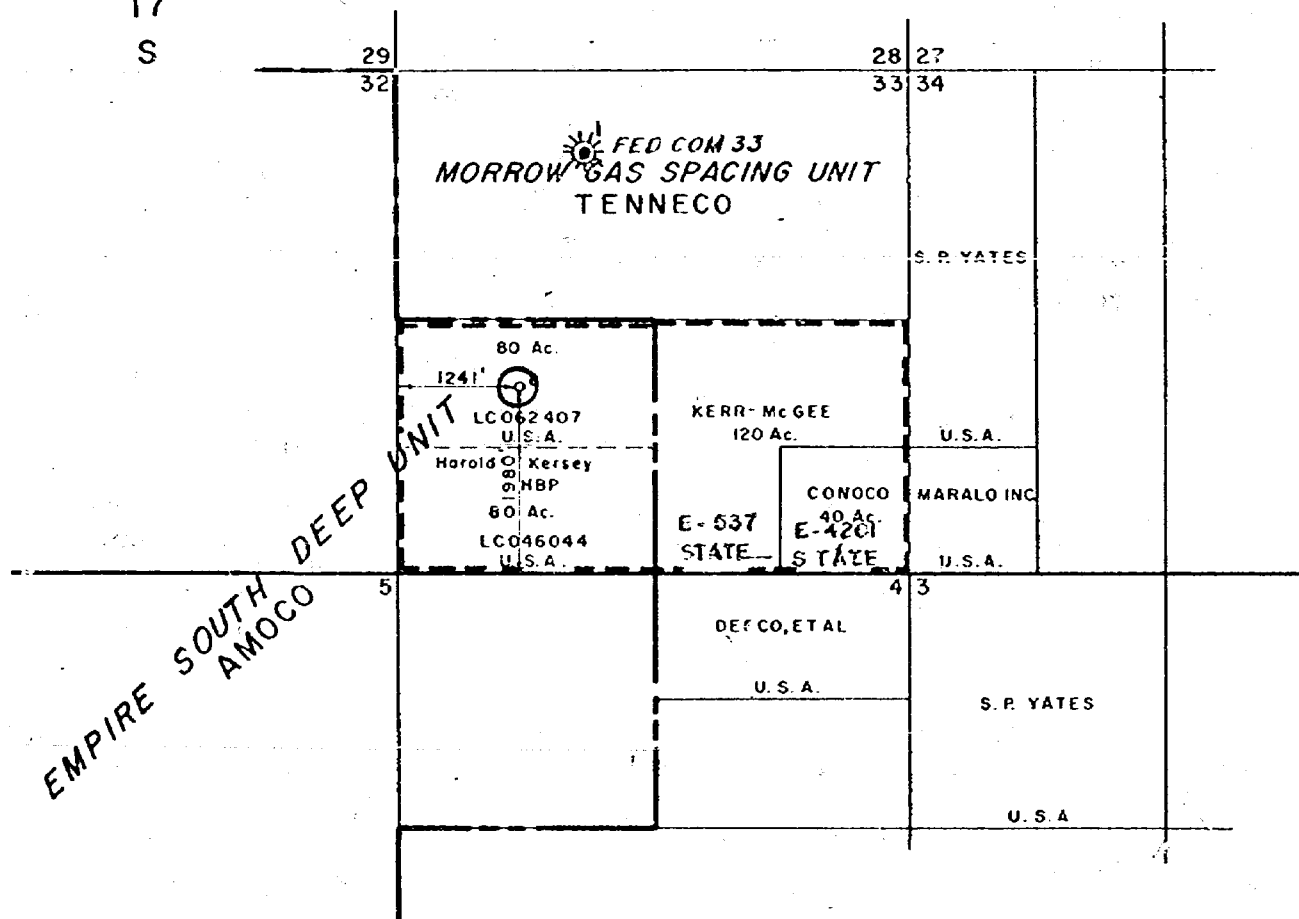 17
S
29
28 27
32
33 34
1
FED COM 33
MORROW GAS SPACING UNIT
TENNECO
S. P. YATES
80 Ac.
1241'
LC062407
U.S.A.
Harold Kersey
HBP
1980'
80 Ac.
LC046044
U.S.A.
KERR-McGEE
120 Ac.
U.S.A.
CONOCO
40 Ac.
E-537
STATE
E-4201
STATE
MARALO INC
U.S.A.
EMPIRE SOUTH DEEP UNIT
AMOCO
5
4 3
DEPCO, ET AL
U.S.A.
S. P. YATES
U.S.A